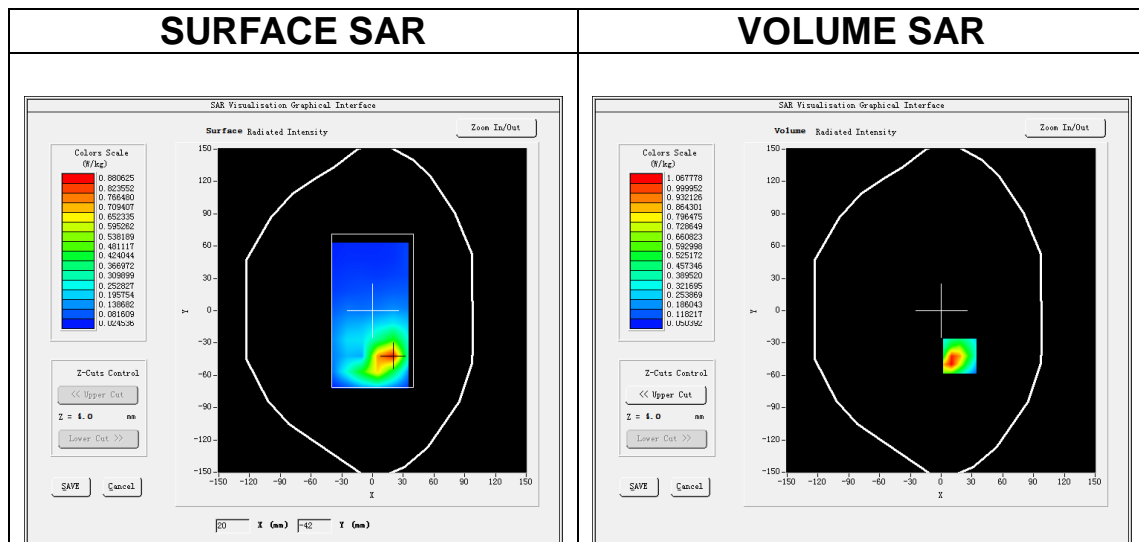 SURFACE SAR
SAR Visualisation Graphical Interface
Surface Radiated Intensity
Zoom In/Out
Colors Scale
(W/kg)
0.880625
0.823552
0.766480
0.709407
0.652335
0.595262
0.538189
0.481117
0.424044
0.366972
0.309899
0.252827
0.195754
0.138682
0.081609
0.024536
150
120
90
60
30
0
-30
-60
-90
-120
-150
Y
-150 -120 -90 -60 -30 0 30 60 90 120 150
X
Z-Cuts Control
<< Upper Cut
Z = 4.0 mm
Lower Cut >>
SAVE Cancel
20 X (mm) -42 Y (mm)
VOLUME SAR
SAR Visualisation Graphical Interface
Volume Radiated Intensity
Zoom In/Out
Colors Scale
(W/kg)
1.067778
0.999952
0.932126
0.864301
0.796475
0.728649
0.660823
0.592998
0.525172
0.457346
0.389520
0.321695
0.253869
0.186043
0.118217
0.050392
150
120
90
60
30
0
-30
-60
-90
-120
-150
Y
-150 -120 -90 -60 -30 0 30 60 90 120 150
X
Z-Cuts Control
<< Upper Cut
Z = 4.0 mm
Lower Cut >>
SAVE Cancel